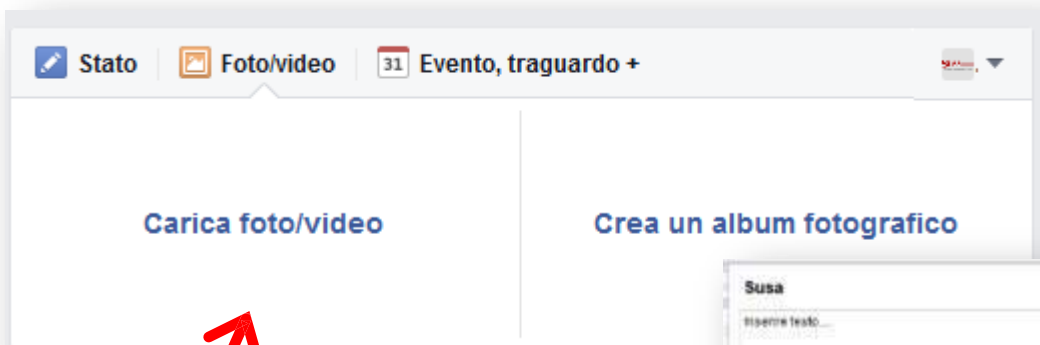 Stato Foto/video 31 Evento, traguardo +
Carica foto/video Crea un album fotografico
Susa
Inserire testo...